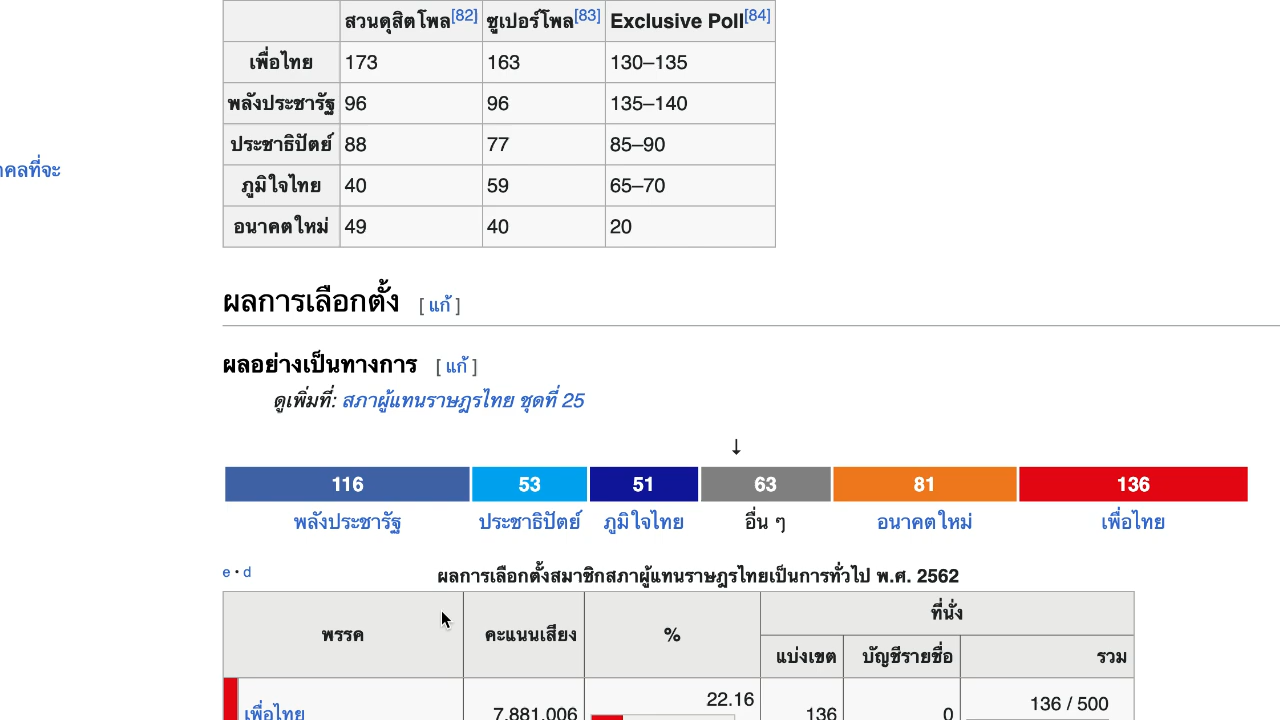 สวนดุสิตโพล[82] ซูเปอร์โพล[83] Exclusive Poll[84]
เพื่อไทย 173 163 130–135
พลังประชารัฐ 96 96 135–140
ประชาธิปัตย์ 88 77 85–90
ภูมิใจไทย 40 59 65–70
อนาคตใหม่ 49 40 20
ผลการเลือกตั้ง [ แก้ ]
ผลอย่างเป็นทางการ [ แก้ ]
ดูเพิ่มที่: สภาผู้แทนราษฎรไทย ชุดที่ 25
↓
116 53 51 63 81 136
พลังประชารัฐ ประชาธิปัตย์ ภูมิใจไทย อื่น ๆ อนาคตใหม่ เพื่อไทย
e • d
ผลการเลือกตั้งสมาชิกสภาผู้แทนราษฎรไทยเป็นการทั่วไป พ.ศ. 2562
พรรค คะแนนเสียง % ที่นั่ง
แบ่งเขต บัญชีรายชื่อ รวม
เพื่อไทย 7,881,006 22.16 136 0 136 / 500